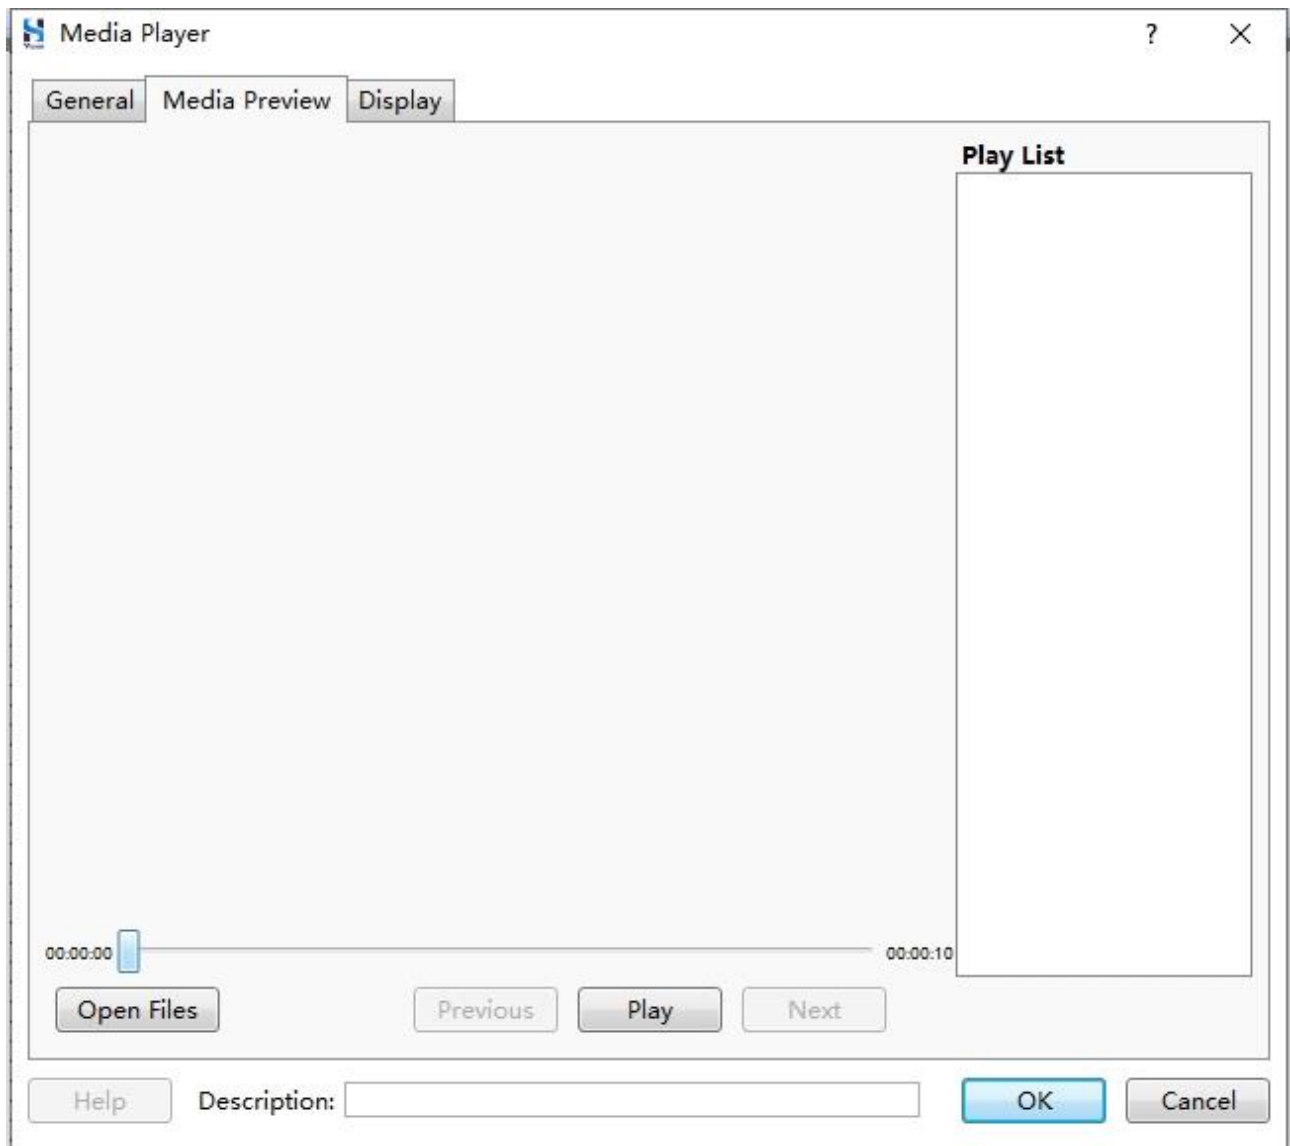 Media Player ?
General Media Preview Display
Play List
00:00:00 00:00:10
Open Files Previous Play Next
Help Description: OK Cancel